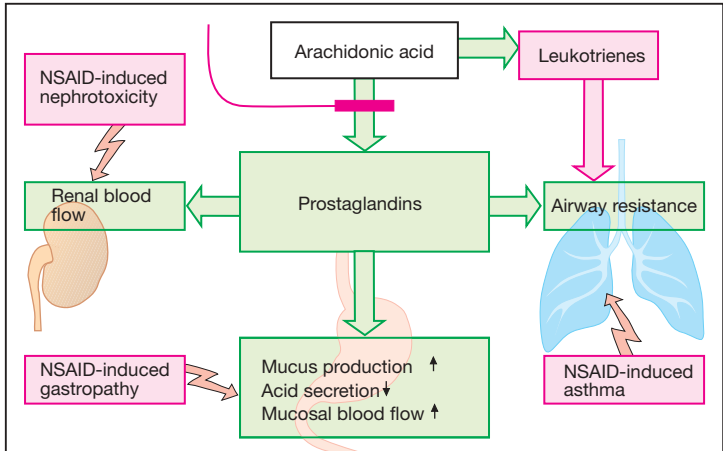 Arachidonic acid
Leukotrienes
NSAID-induced
nephrotoxicity
Renal blood
flow
Prostaglandins
Airway resistance
NSAID-induced
gastropathy
Mucus production ↑
Acid secretion ↓
Mucosal blood flow ↑
NSAID-induced
asthma